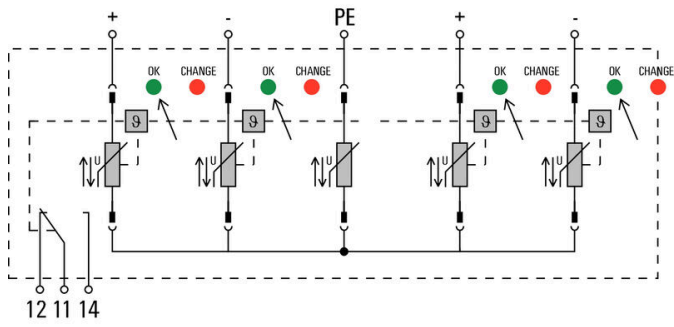 + - PE + -
OK CHANGE OK CHANGE OK CHANGE OK CHANGE
ϑ ϑ ϑ ϑ
U U U U U
12 11 14